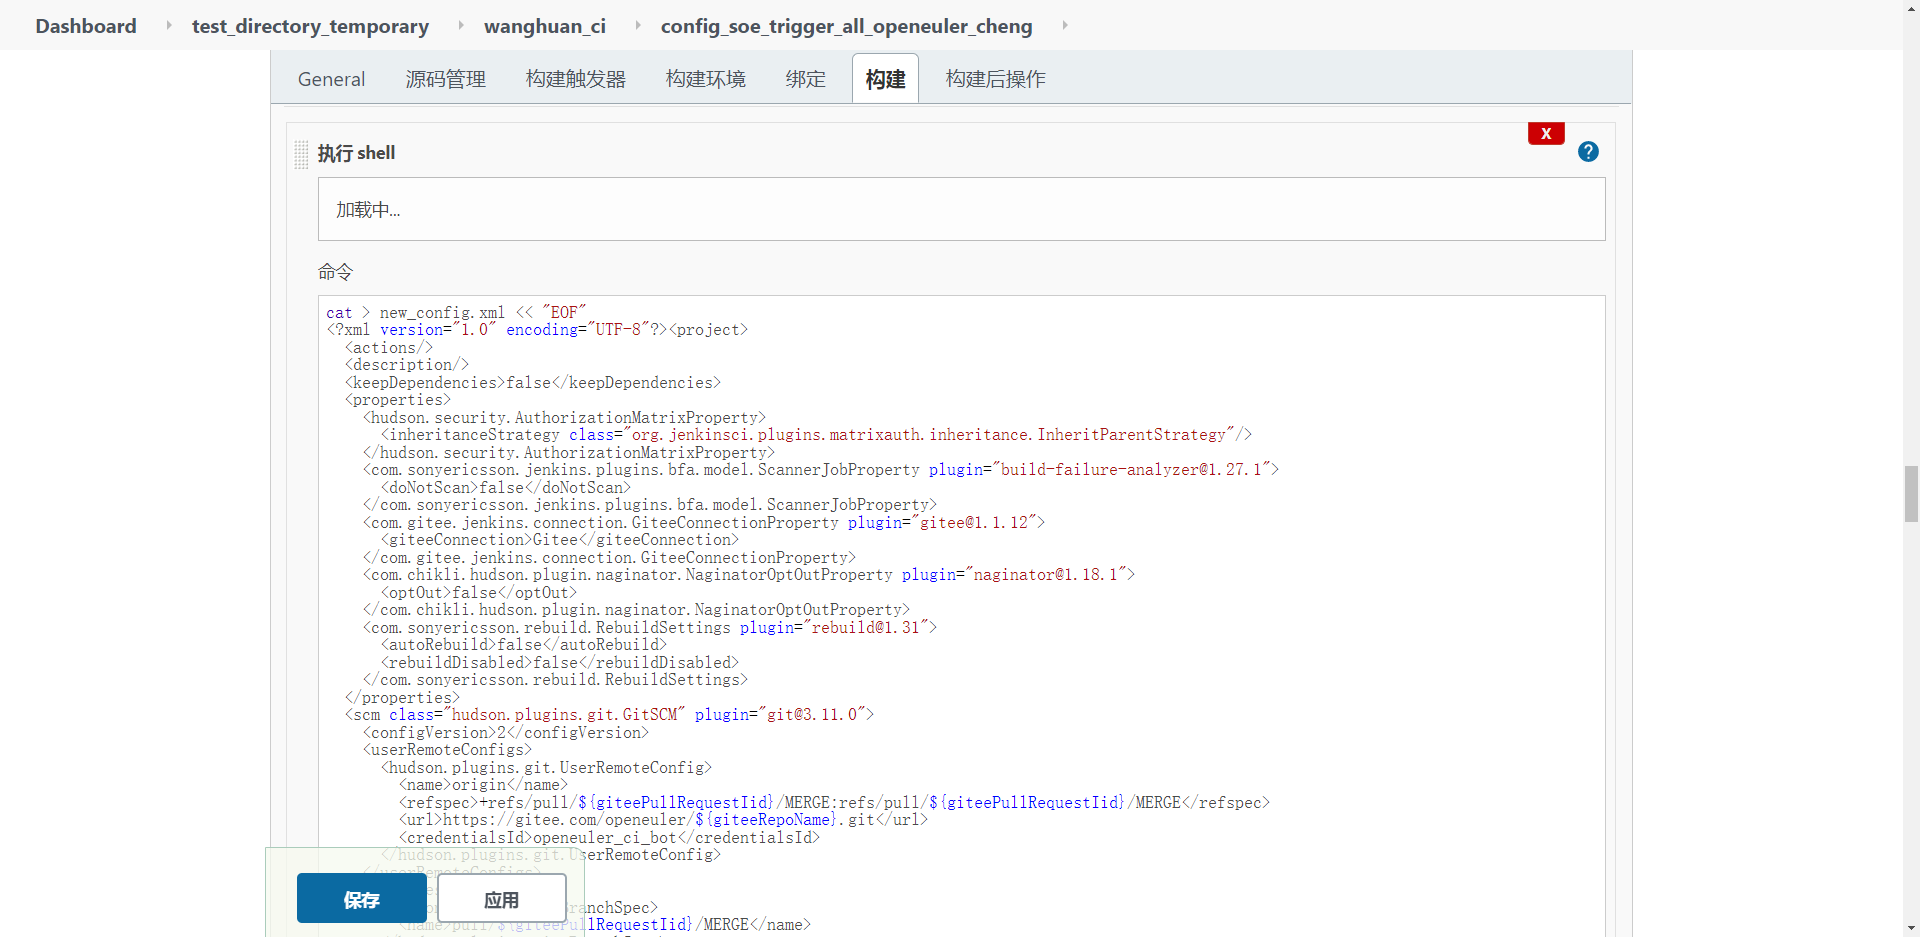 Dashboard test_directory_temporary wanghuan_ci config_soe_trigger_all_openeuler_cheng
General 源码管理 构建触发器 构建环境 绑定 构建 构建后操作
X
执行 shell ?
加载中...
命令
cat > new_config.xml << "EOF"
<?xml version="1.0" encoding="UTF-8"?><project>
  <actions/>
  <description/>
  <keepDependencies>false</keepDependencies>
  <properties>
    <hudson.security.AuthorizationMatrixProperty>
      <inheritanceStrategy class="org.jenkinsci.plugins.matrixauth.inheritance.InheritParentStrategy"/>
    </hudson.security.AuthorizationMatrixProperty>
    <com.sonyericsson.jenkins.plugins.bfa.model.ScannerJobProperty plugin="build-failure-analyzer@1.27.1">
      <doNotScan>false</doNotScan>
    </com.sonyericsson.jenkins.plugins.bfa.model.ScannerJobProperty>
    <com.gitee.jenkins.connection.GiteeConnectionProperty plugin="gitee@1.1.12">
      <giteeConnection>Gitee</giteeConnection>
    </com.gitee.jenkins.connection.GiteeConnectionProperty>
    <com.chikli.hudson.plugin.naginator.NaginatorOptOutProperty plugin="naginator@1.18.1">
      <optOut>false</optOut>
    </com.chikli.hudson.plugin.naginator.NaginatorOptOutProperty>
    <com.sonyericsson.rebuild.RebuildSettings plugin="rebuild@1.31">
      <autoRebuild>false</autoRebuild>
      <rebuildDisabled>false</rebuildDisabled>
    </com.sonyericsson.rebuild.RebuildSettings>
  </properties>
  <scm class="hudson.plugins.git.GitSCM" plugin="git@3.11.0">
    <configVersion>2</configVersion>
    <userRemoteConfigs>
      <hudson.plugins.git.UserRemoteConfig>
        <name>origin</name>
        <refspec>+refs/pull/${giteePullRequestIid}/MERGE:refs/pull/${giteePullRequestIid}/MERGE</refspec>
        <url>https://gitee.com/openeuler/${giteeRepoName}.git</url>
        <credentialsId>openeuler_ci_bot</credentialsId>
      </hudson.plugins.git.UserRemoteConfig>
    </userRemoteConfigs>
保存 应用
ranchSpec>
<name>pull/${giteePullRequestIid}/MERGE</name>